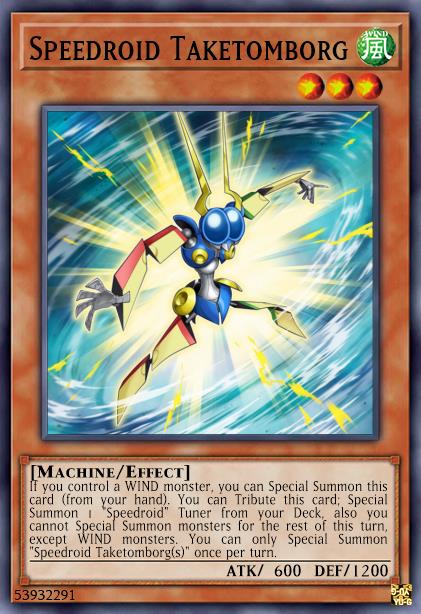 SPEEDROID TAKETOMBORG
WIND
風
[MACHINE/EFFECT]
If you control a WIND monster, you can Special Summon this
card (from your hand). You can Tribute this card; Special
Summon 1 "Speedroid" Tuner from your Deck, also you
cannot Special Summon monsters for the rest of this turn,
except WIND monsters. You can only Special Summon
"Speedroid Taketomborg(s)" once per turn.
ATK/ 600 DEF/1200
53932291